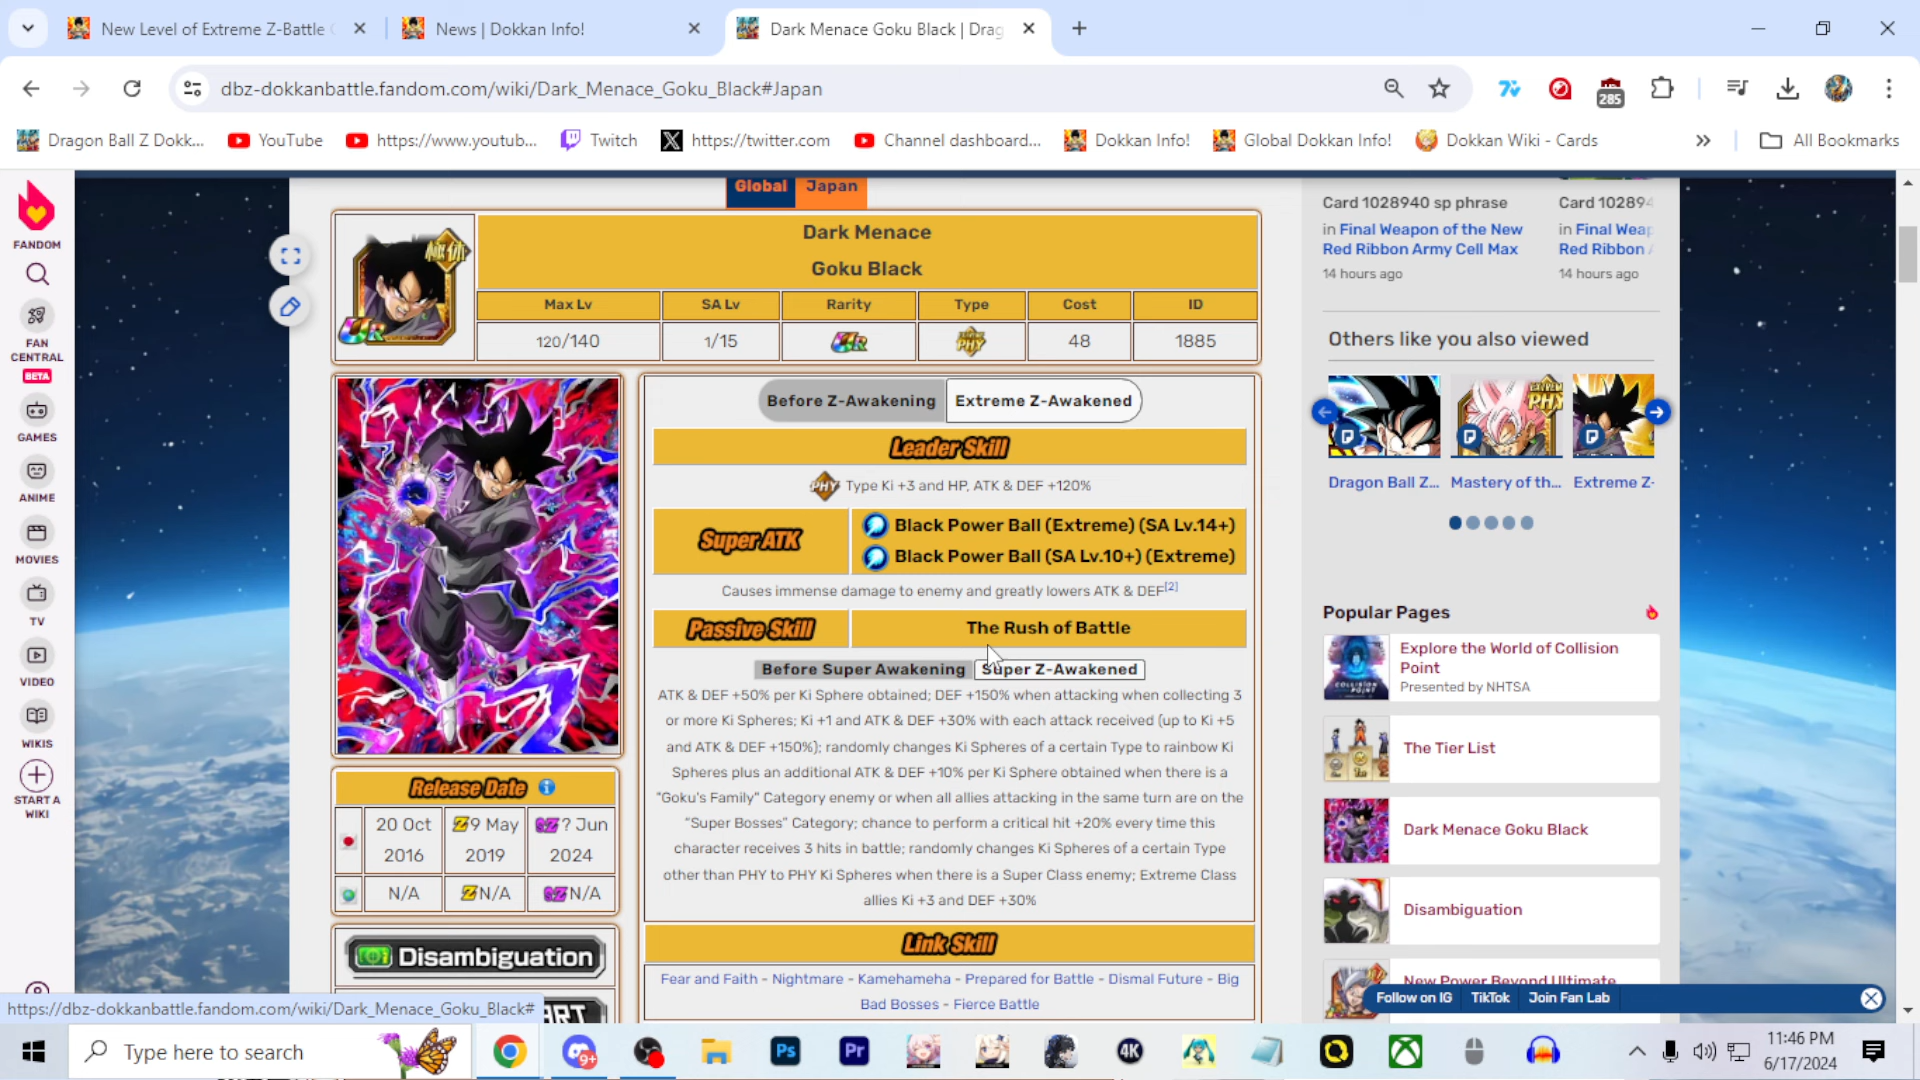 New Level of Extreme Z-Battle
News | Dokkan Info!
Dark Menace Goku Black | Drag
dbz-dokkanbattle.fandom.com/wiki/Dark_Menace_Goku_Black#Japan
285
Dragon Ball Z Dokk...
YouTube
https://www.youtub...
Twitch
https://twitter.com
Channel dashboard...
Dokkan Info!
Global Dokkan Info!
Dokkan Wiki - Cards
All Bookmarks
FANDOM
FAN CENTRAL
BETA
GAMES
ANIME
MOVIES
TV
VIDEO
WIKIS
START A WIKI
Global
Japan
Dark Menace
Goku Black
Max Lv
SA Lv
Rarity
Type
Cost
ID
120/140
1/15
UR
PHY
48
1885
Before Z-Awakening
Extreme Z-Awakened
Leader Skill
PHY Type Ki +3 and HP, ATK & DEF +120%
Super ATK
Black Power Ball (Extreme) (SA Lv.14+)
Black Power Ball (SA Lv.10+) (Extreme)
Causes immense damage to enemy and greatly lowers ATK & DEF[2]
Passive Skill
The Rush of Battle
Before Super Awakening
Super Z-Awakened
ATK & DEF +50% per Ki Sphere obtained; DEF +150% when attacking when collecting 3
or more Ki Spheres; Ki +1 and ATK & DEF +30% with each attack received (up to Ki +5
and ATK & DEF +150%); randomly changes Ki Spheres of a certain Type to rainbow Ki
Spheres plus an additional ATK & DEF +10% per Ki Sphere obtained when there is a
"Goku's Family" Category enemy or when all allies attacking in the same turn are on the
"Super Bosses" Category; chance to perform a critical hit +20% every time this
character receives 3 hits in battle; randomly changes Ki Spheres of a certain Type
other than PHY to PHY Ki Spheres when there is a Super Class enemy; Extreme Class
allies Ki +3 and DEF +30%
Link Skill
Fear and Faith - Nightmare - Kamehameha - Prepared for Battle - Dismal Future - Big
Bad Bosses - Fierce Battle
Release Date
20 Oct 2016
Z 9 May 2019
? Jun 2024
N/A
Z N/A
N/A
Disambiguation
Card 1028940 sp phrase
in Final Weapon of the New
Red Ribbon Army Cell Max
14 hours ago
Card 102894
in Final Weap
Red Ribbon
14 hours ago
Others like you also viewed
Dragon Ball Z...
Mastery of th...
Extreme Z-
Popular Pages
Explore the World of Collision
Point
Presented by NHTSA
The Tier List
Dark Menace Goku Black
Disambiguation
New Power Beyond Ultimate
Follow on IG
TikTok
Join Fan Lab
https://dbz-dokkanbattle.fandom.com/wiki/Dark_Menace_Goku_Black#
Type here to search
9+
Ps
Pr
4K
11:46 PM
6/17/2024